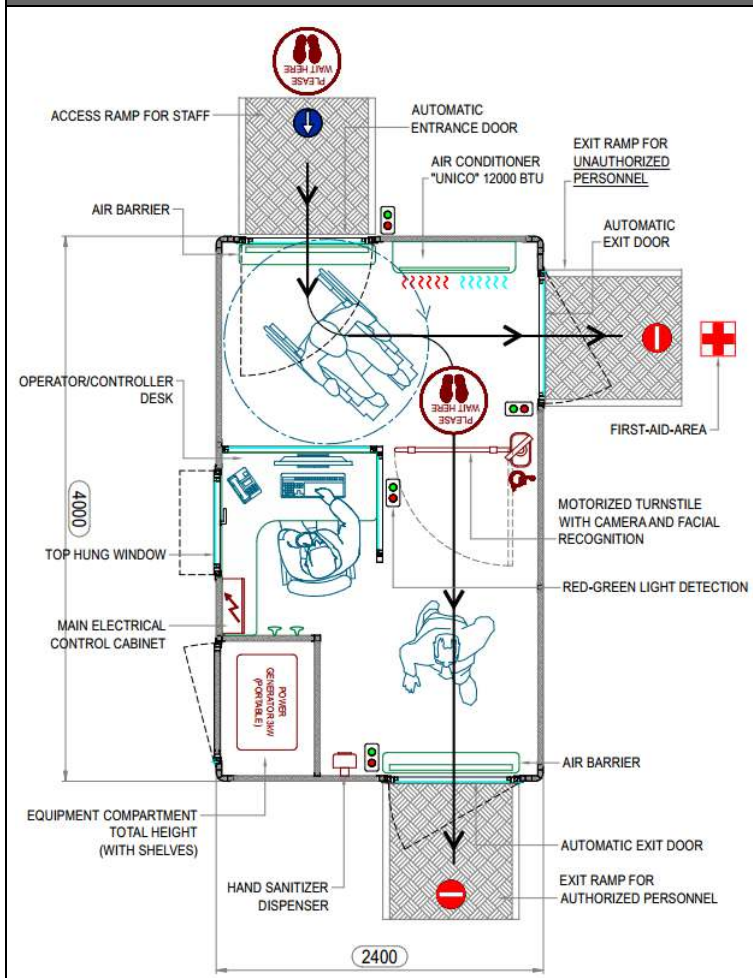 PLEASE
WAIT HERE
ACCESS RAMP FOR STAFF
AUTOMATIC
ENTRANCE DOOR
AIR CONDITIONER
"UNICO" 12000 BTU
EXIT RAMP FOR
UNAUTHORIZED
PERSONNEL
AIR BARRIER
AUTOMATIC
EXIT DOOR
OPERATOR/CONTROLLER
DESK
PLEASE
WAIT HERE
FIRST-AID-AREA
4000
MOTORIZED TURNSTILE
WITH CAMERA AND FACIAL
RECOGNITION
TOP HUNG WINDOW
RED-GREEN LIGHT DETECTION
MAIN ELECTRICAL
CONTROL CABINET
POWER
GENERATOR 3kW
(PORTABLE)
AIR BARRIER
EQUIPMENT COMPARTMENT
TOTAL HEIGHT
(WITH SHELVES)
AUTOMATIC EXIT DOOR
HAND SANITIZER
DISPENSER
EXIT RAMP FOR
AUTHORIZED PERSONNEL
2400